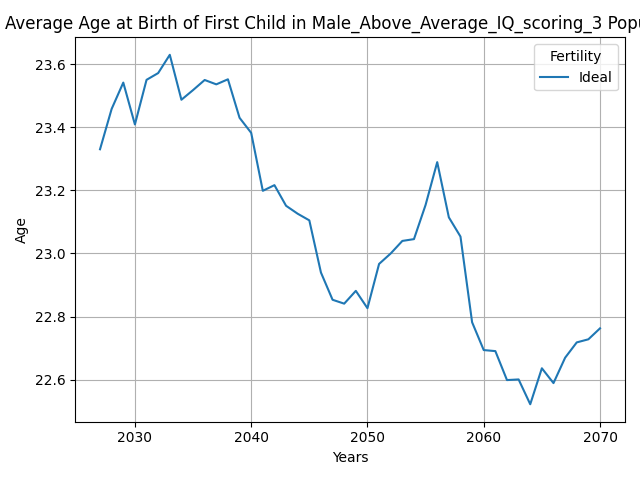 Average Age at Birth of First Child in Male_Above_Average_IQ_scoring_3 Popu
Fertility
Ideal
23.6
23.4
23.2
23.0
22.8
22.6
Age
2030 2040 2050 2060 2070
Years